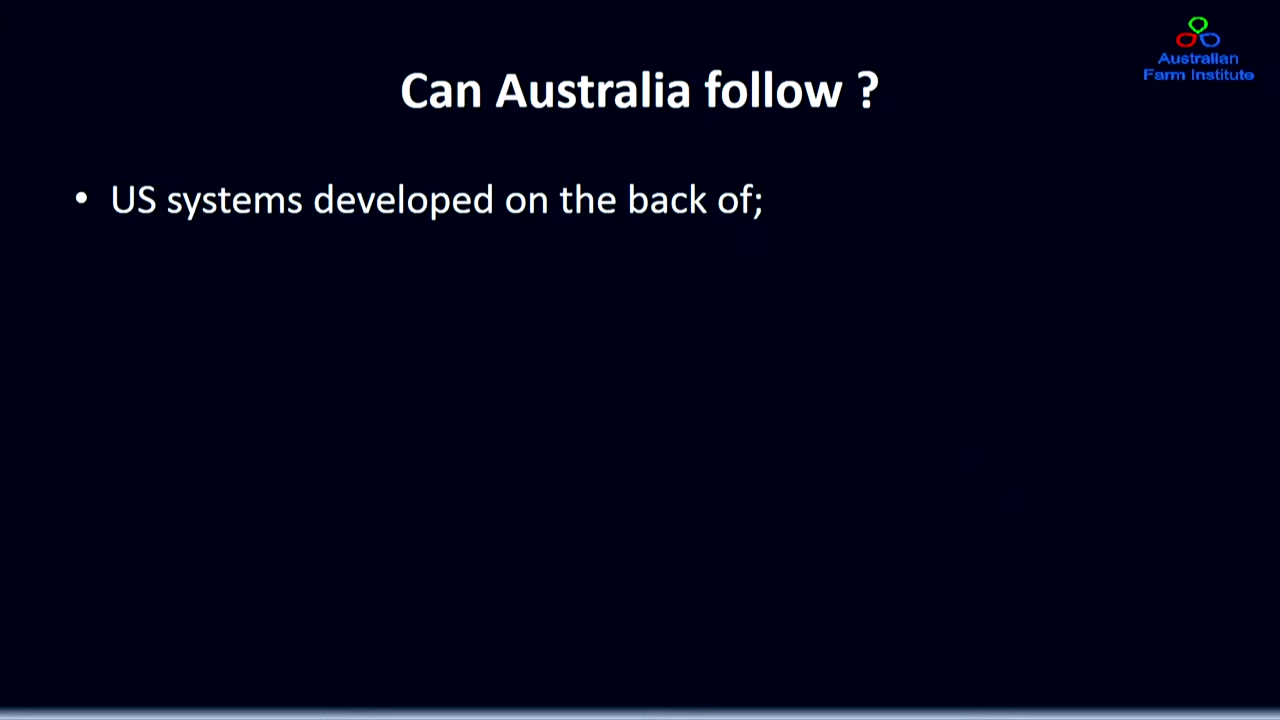 Australian
Farm Institute
Can Australia follow ?
• US systems developed on the back of;